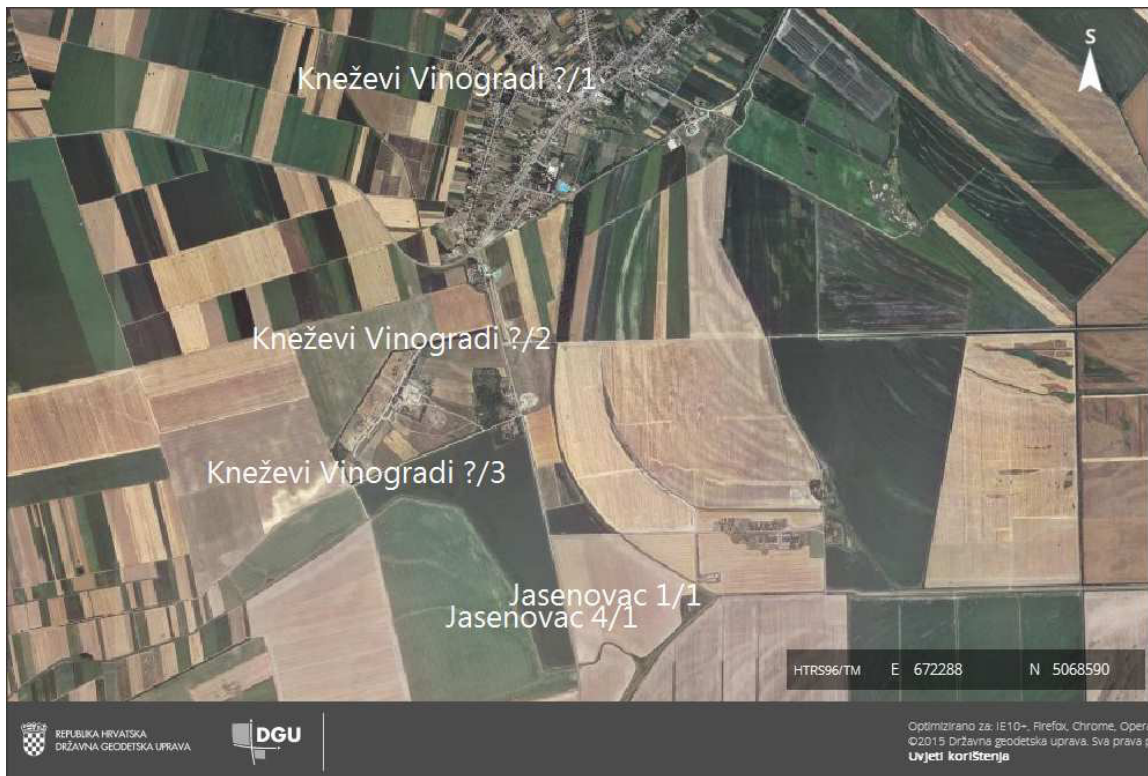 S
Kneževi Vinogradi ?/1
Kneževi Vinogradi ?/2
Kneževi Vinogradi ?/3
Jasenovac 1/1
Jasenovac 4/1
HTRS96/TM E 672288 N 5068590
REPUBLIKA HRVATSKA
DRŽAVNA GEODETSKA UPRAVA
DGU
Optimizirano za: IE10+, Firefox, Chrome, Opera
©2015 Državna geodetska uprava. Sva prava
Uvjeti korištenja